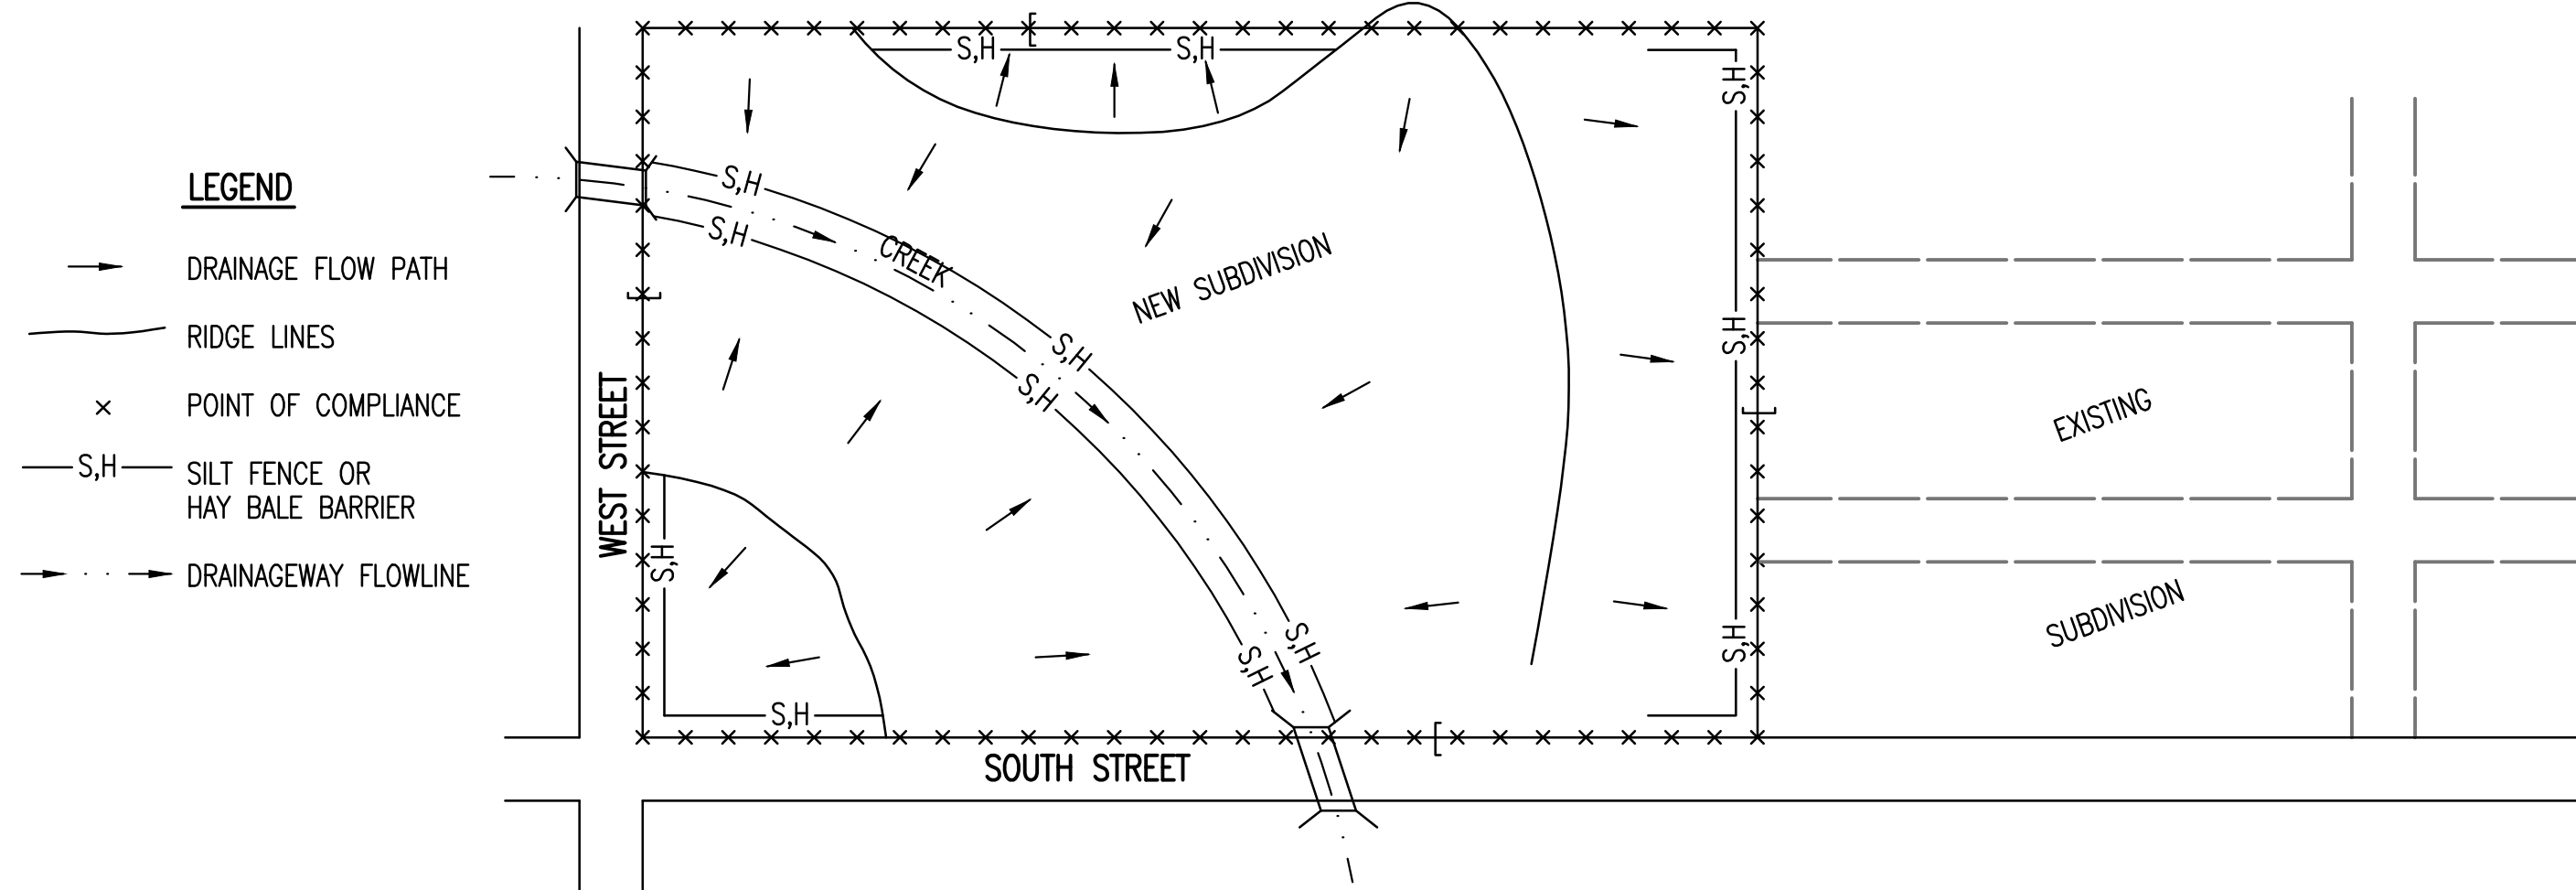 LEGEND
DRAINAGE FLOW PATH
RIDGE LINES
POINT OF COMPLIANCE
S,H
SILT FENCE OR
HAY BALE BARRIER
DRAINAGEWAY FLOWLINE
S,H
S,H
S,H
S,H
S,H
CREEK
NEW SUBDIVISION
S,H
S,H
S,H
WEST STREET
S,H
S,H
S,H
S,H
S,H
SOUTH STREET
EXISTING
SUBDIVISION